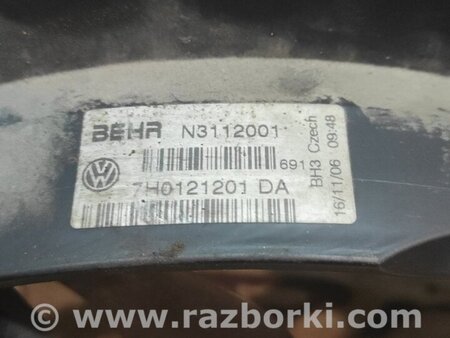 BEHR N3112001
691
7H0121201 DA
BH3 Czech
16/11/06 09:48
www.razborki.com